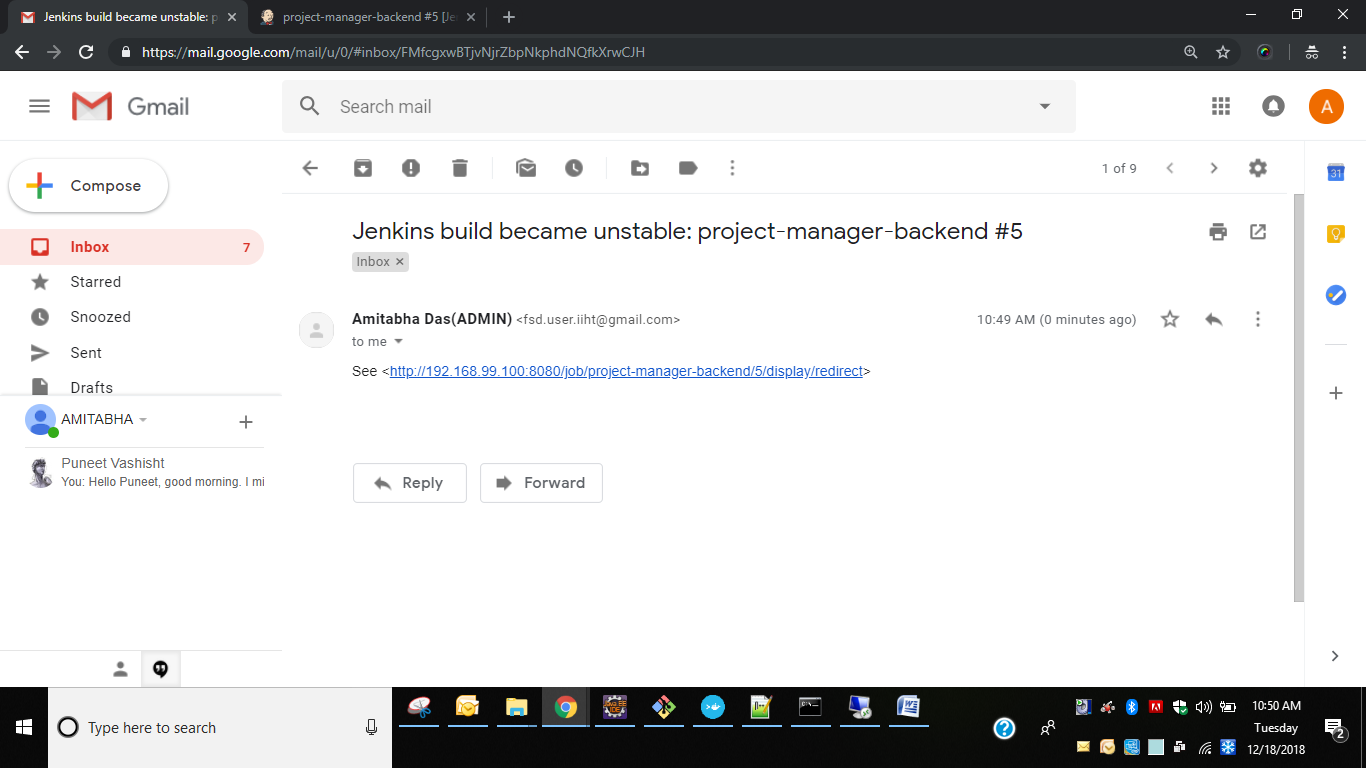 Jenkins build became unstable: p
project-manager-backend #5 [Je
https://mail.google.com/mail/u/0/#inbox/FMfcgxwBTjvNjrZbpNkphdNQfkXrwCJH
Gmail
Search mail
A
Compose
1 of 9
31
Inbox 7
Starred
Snoozed
Sent
Drafts
Jenkins build became unstable: project-manager-backend #5
Inbox ×
Amitabha Das(ADMIN) <fsd.user.iiht@gmail.com>
10:49 AM (0 minutes ago)
to me
See <http://192.168.99.100:8080/job/project-manager-backend/5/display/redirect>
AMITABHA
Puneet Vashisht
You: Hello Puneet, good morning. I mi
Reply
Forward
Type here to search
10:50 AM
Tuesday
12/18/2018
2